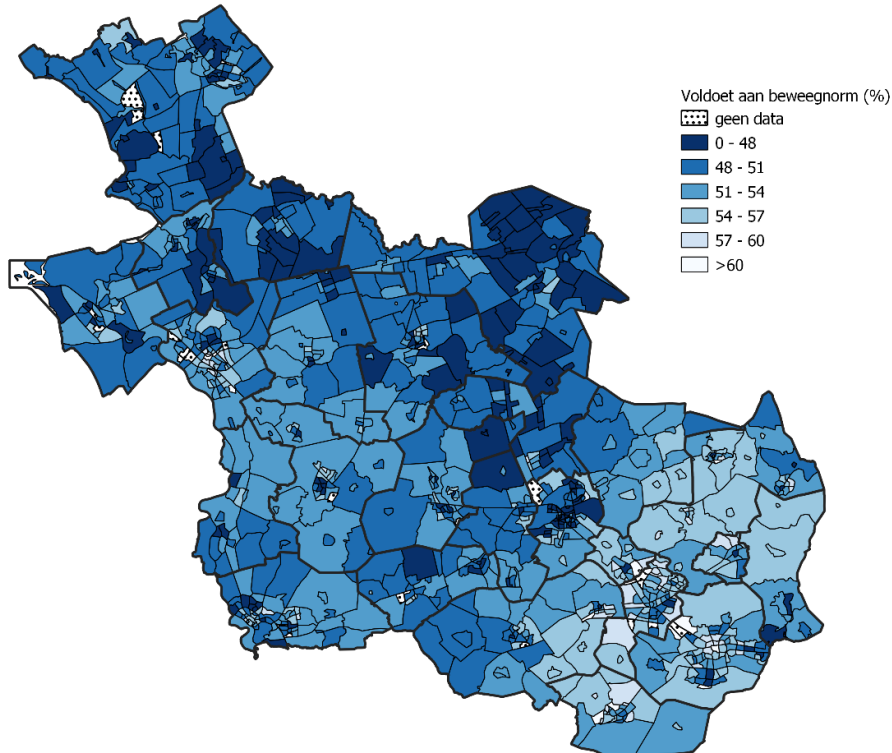 Voldoet aan beweegnorm (%)
geen data
0 - 48
48 - 51
51 - 54
54 - 57
57 - 60
>60